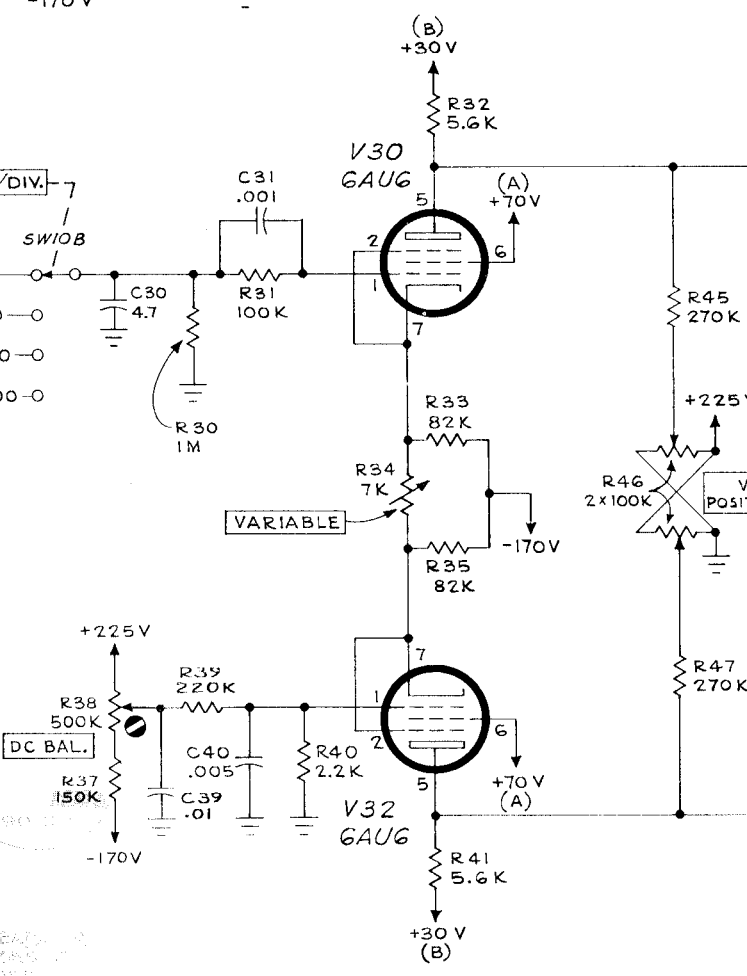 -170V
(B)
+30V
R32
5.6K
V30
6AU6
/DIV.
C31
.001
5
(A)
+70V
SW10B
2
6
1
C30
4.7
R31
100K
7
R45
270K
R30
1M
R33
82K
+225V
R34
7K
R46
2×100K
V
POSIT
VARIABLE
-170V
R35
82K
+225V
7
R39
220K
R47
270K
R38
500K
1
6
2
DC BAL.
C40
.005
R40
2.2K
R37
150K
C39
.01
5
+70V
(A)
V32
6AU6
-170V
R41
5.6K
+30V
(B)